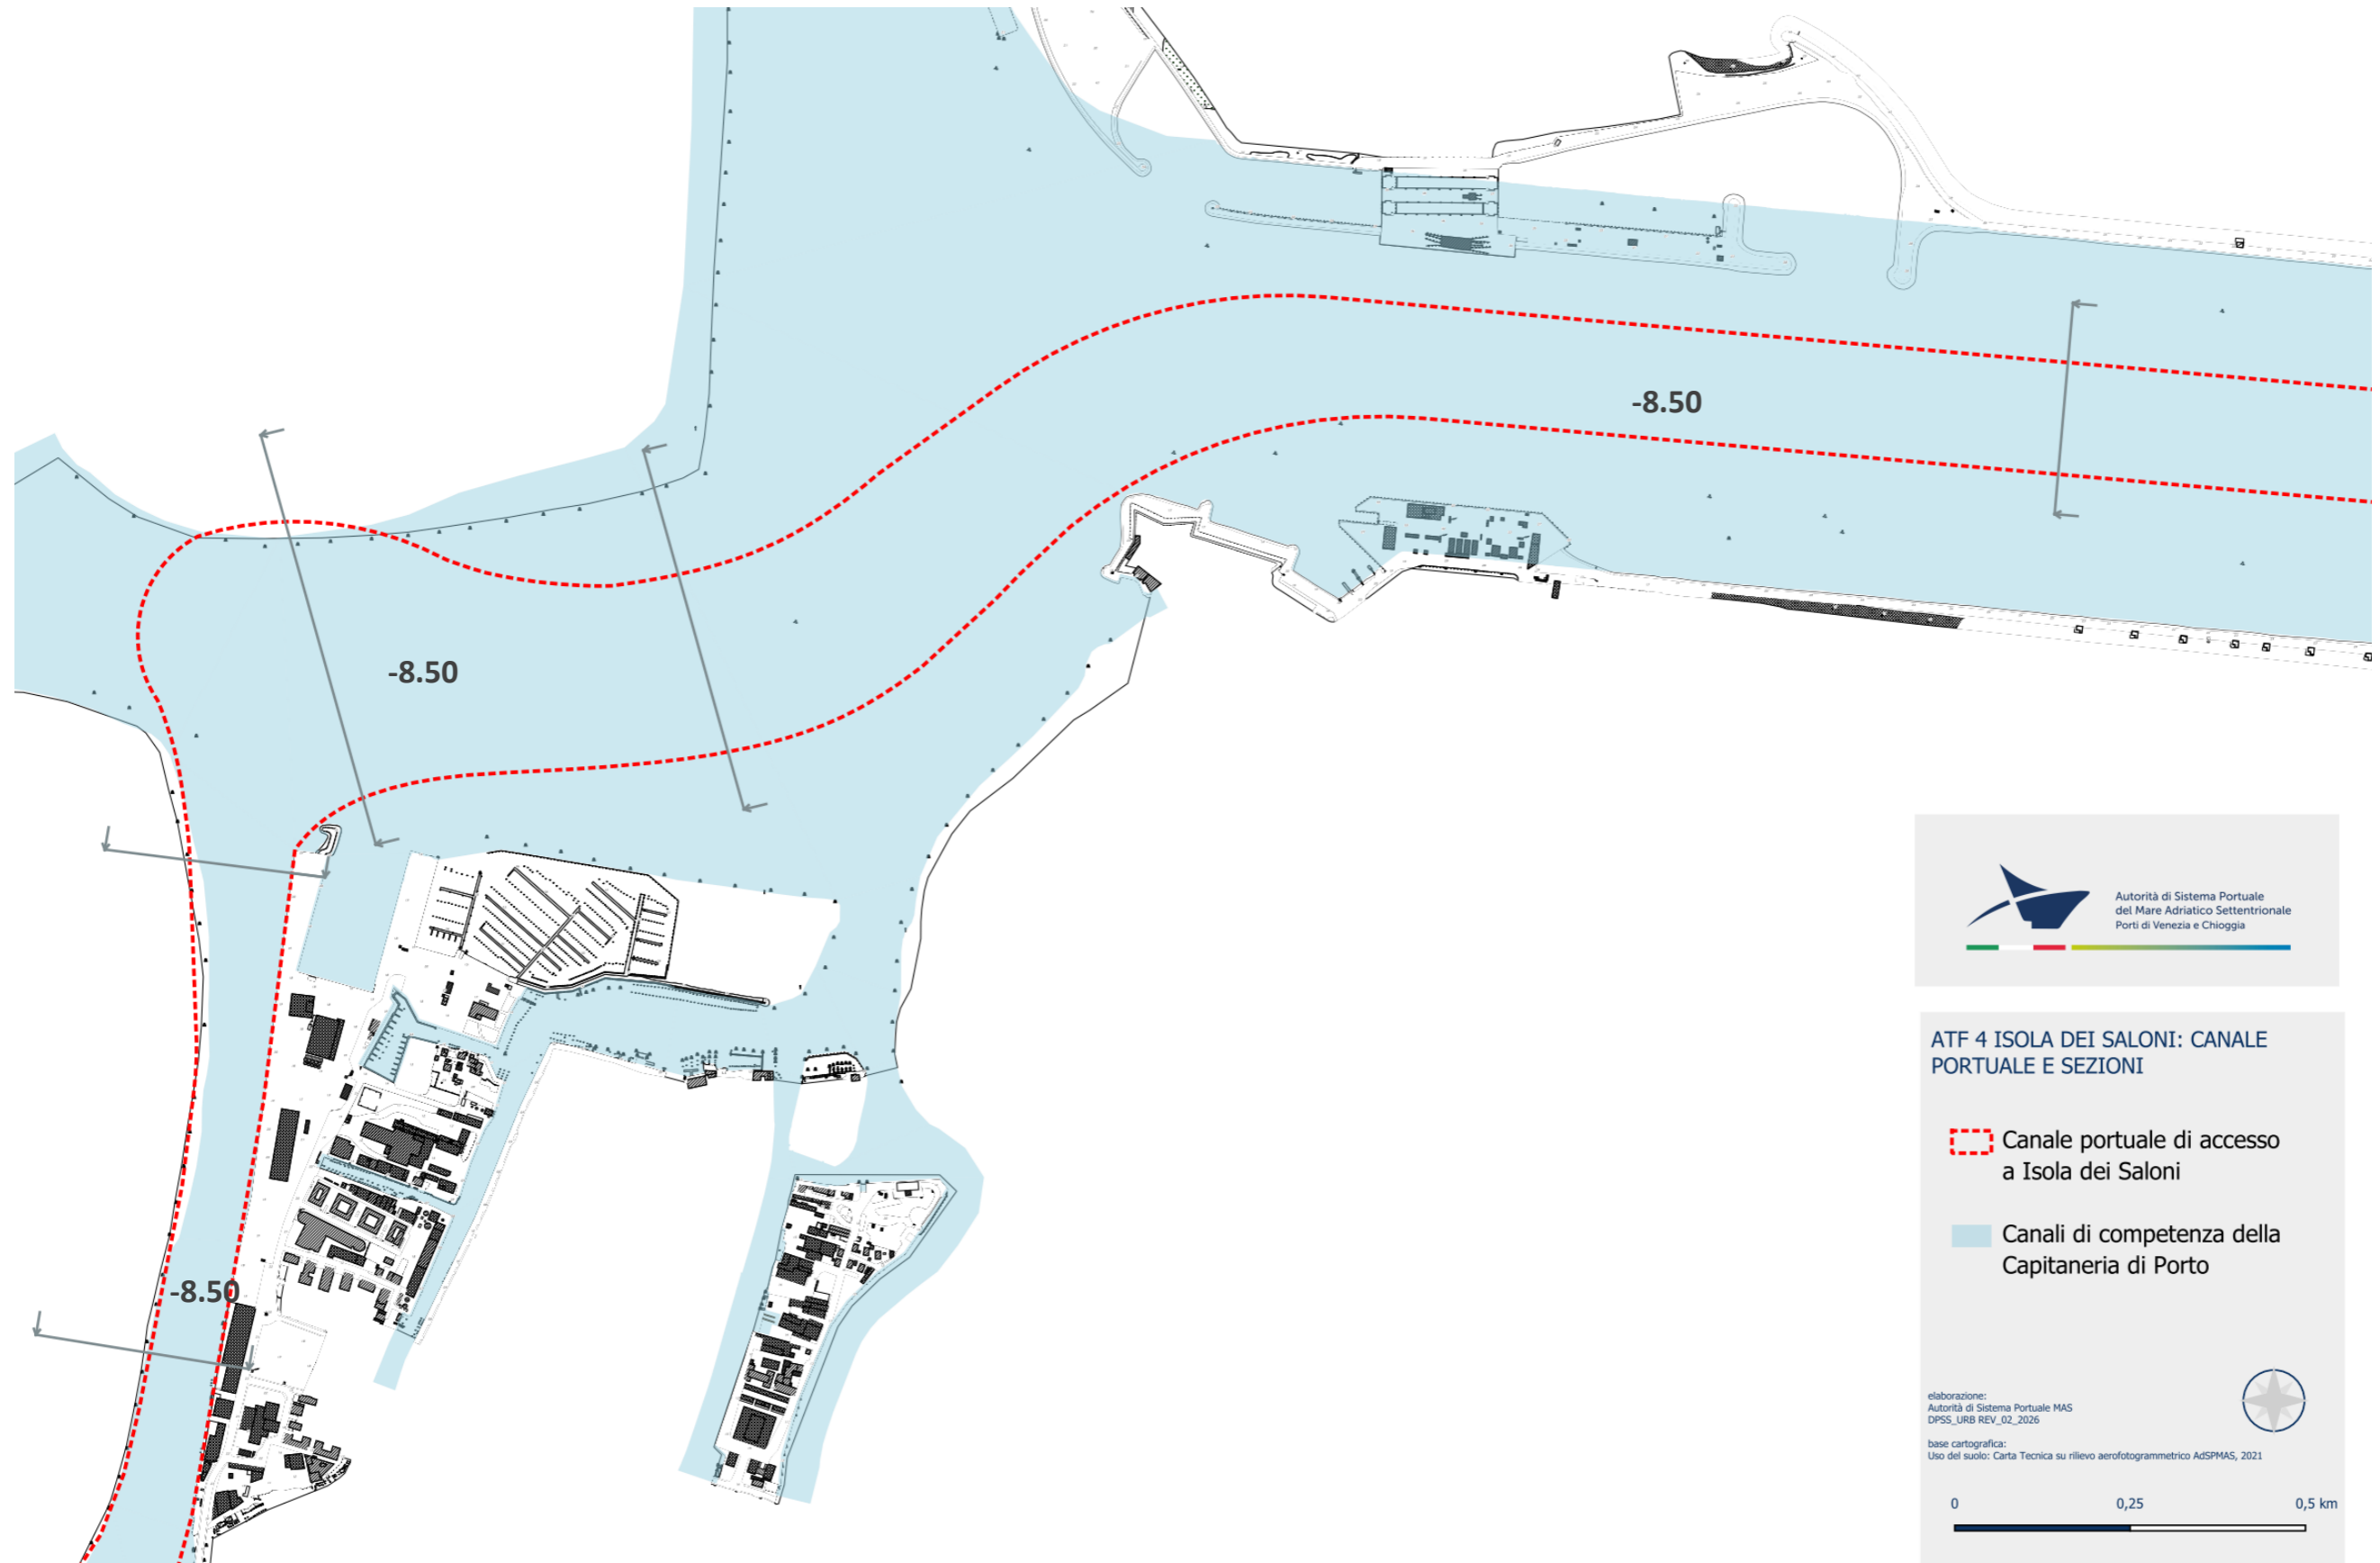 -8.50
-8.50
-8.50
Autorità di Sistema Portuale
del Mare Adriatico Settentrionale
Porti di Venezia e Chioggia
ATF 4 ISOLA DEI SALONI: CANALE
PORTUALE E SEZIONI
Canale portuale di accesso
a Isola dei Saloni
Canali di competenza della
Capitaneria di Porto
elaborazione:
Autorità di Sistema Portuale MAS
DPSS_URB REV_02_2026
base cartografica:
Uso del suolo: Carta Tecnica su rilievo aerofotogrammetrico AdSPMAS, 2021
0 0,25 0,5 km